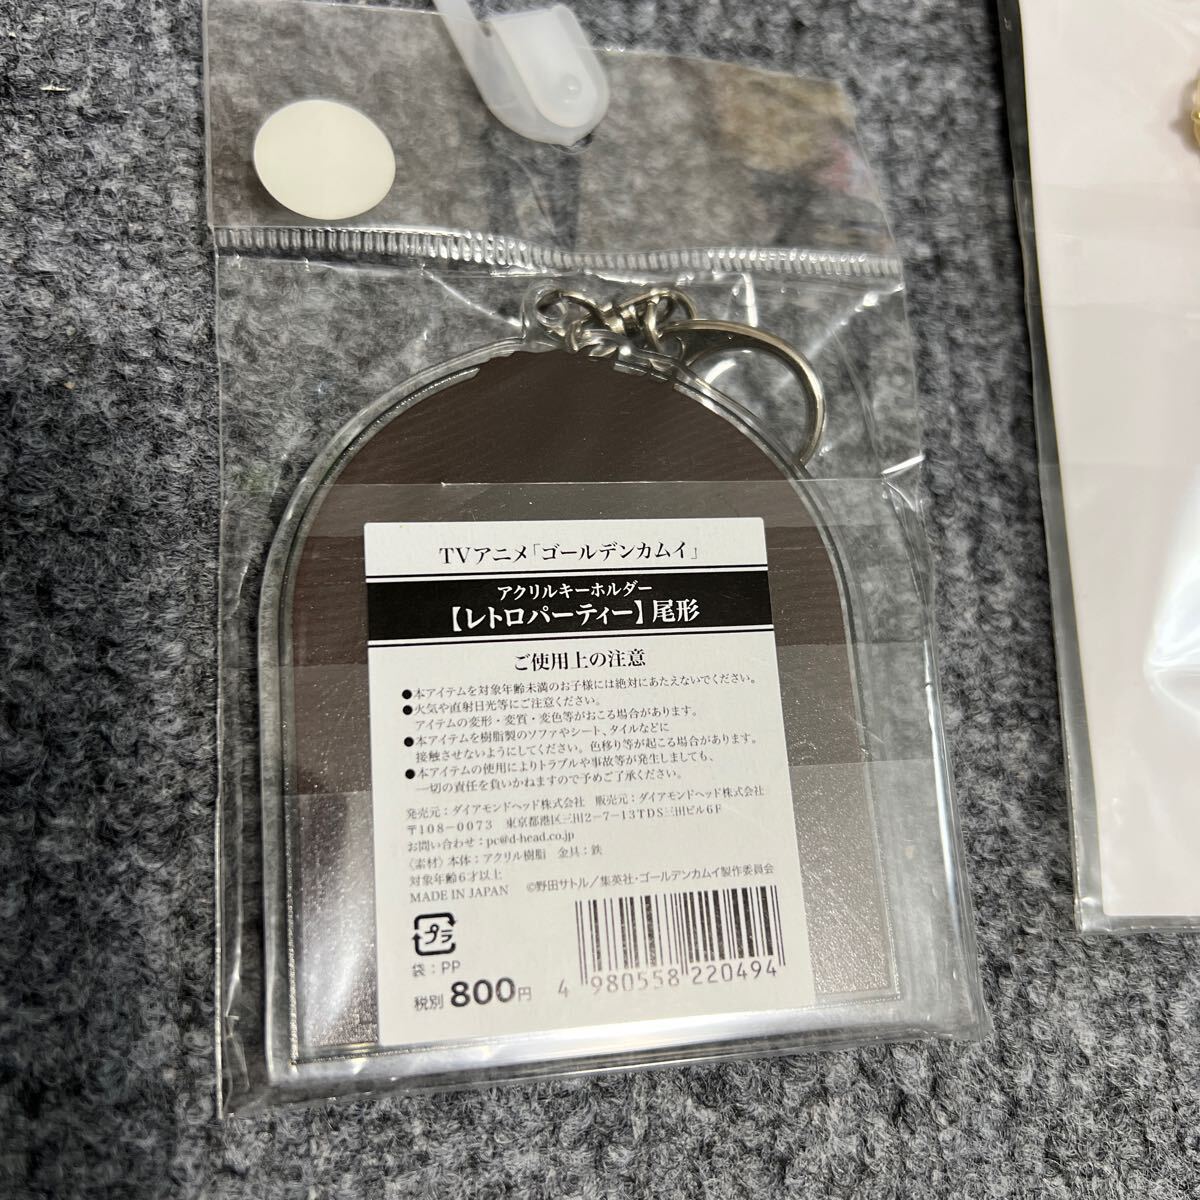 TVアニメ「ゴールデンカムイ」
アクリルキーホルダー
【レトロパーティー】尾形
ご使用上の注意
●本アイテムを対象年齢未満のお子様には絶対にあたえないでください。
●火気や直射日光等にご注意ください。
アイテムの変形・変質・変色等がおこる場合があります。
●本アイテムを樹脂製のソファやシート、タイルなどに
接触させないようにしてください。色移り等が起こる場合があります。
●本アイテムの使用によりトラブルや事故等が発生しましても、
一切の責任を負いかねますので予めご了承ください。
発売元：ダイアモンドヘッド株式会社　販売元：ダイアモンドヘッド株式会社
〒108-0073　東京都港区三田2-7-13TDS三田ビル6F
お問い合わせ：pc@d-head.co.jp
〈素材〉本体：アクリル樹脂　金具：鉄
対象年齢6才以上
MADE IN JAPAN　©野田サトル／集英社・ゴールデンカムイ製作委員会
プラ
袋：PP
税別 800円
4 980558 220494